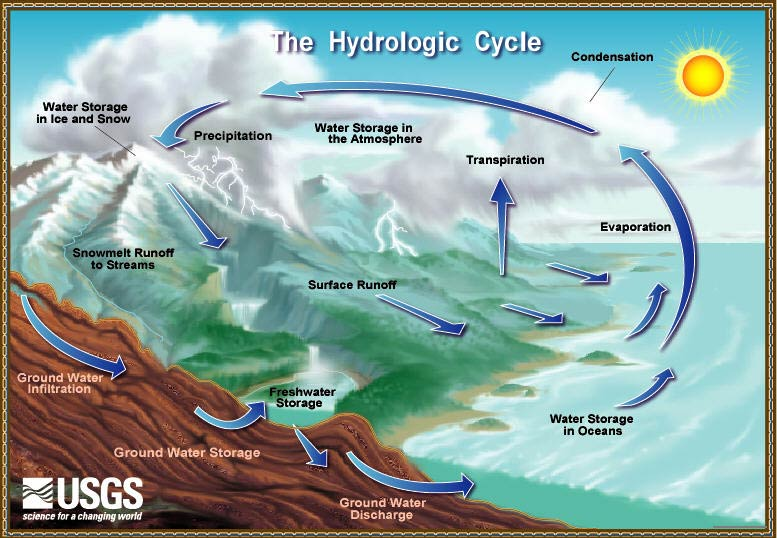 The Hydrologic Cycle
Condensation
Water Storage
in Ice and Snow
Precipitation
Water Storage in
the Atmosphere
Transpiration
Evaporation
Snowmelt Runoff
to Streams
Surface Runoff
Ground Water
Infiltration
Freshwater
Storage
Water Storage
in Oceans
Ground Water Storage
Ground Water
Discharge
USGS
science for a changing world